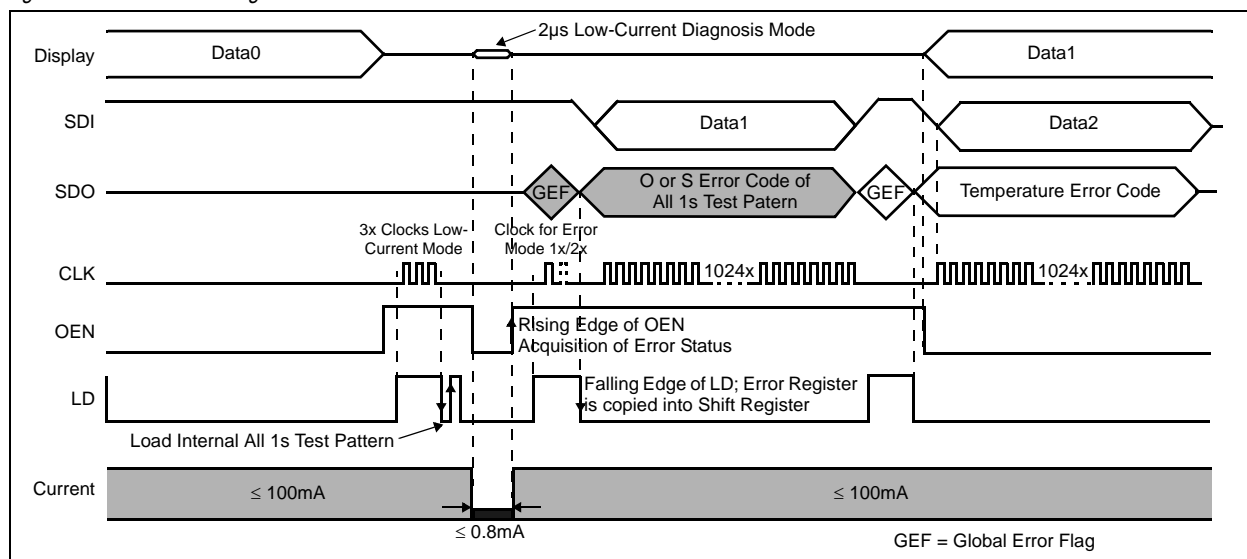 2µs Low-Current Diagnosis Mode
Display
Data0
Data1
SDI
Data1
Data2
SDO
GEF
O or S Error Code of
All 1s Test Patern
GEF
Temperature Error Code
3x Clocks Low-
Current Mode
Clock for Error
Mode 1x/2x
CLK
1024x
1024x
OEN
Rising Edge of OEN
Acquisition of Error Status
LD
Falling Edge of LD; Error Register
is copied into Shift Register
Load Internal All 1s Test Pattern
Current
≤ 100mA
≤ 100mA
≤ 0.8mA
GEF = Global Error Flag